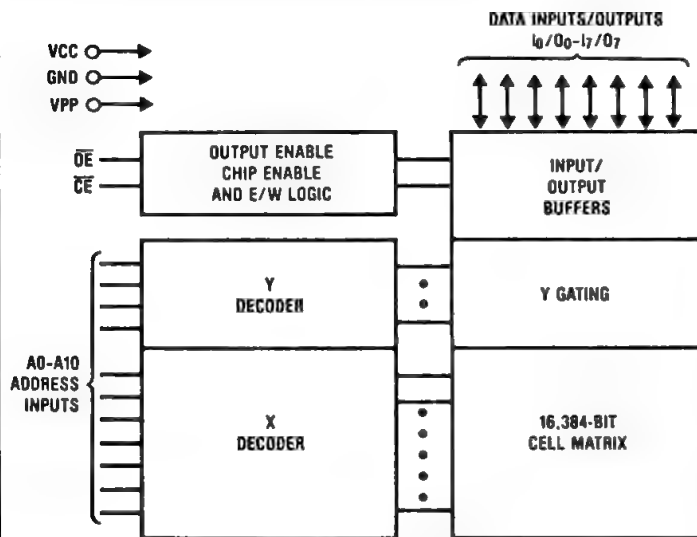 DATA INPUTS/OUTPUTS
I0/O0-I7/O7
VCC
GND
VPP
OE
CE
OUTPUT ENABLE
CHIP ENABLE
AND E/W LOGIC
INPUT/
OUTPUT
BUFFERS
Y
DECODER
Y GATING
A0-A10
ADDRESS
INPUTS
X
DECODER
16,384-BIT
CELL MATRIX